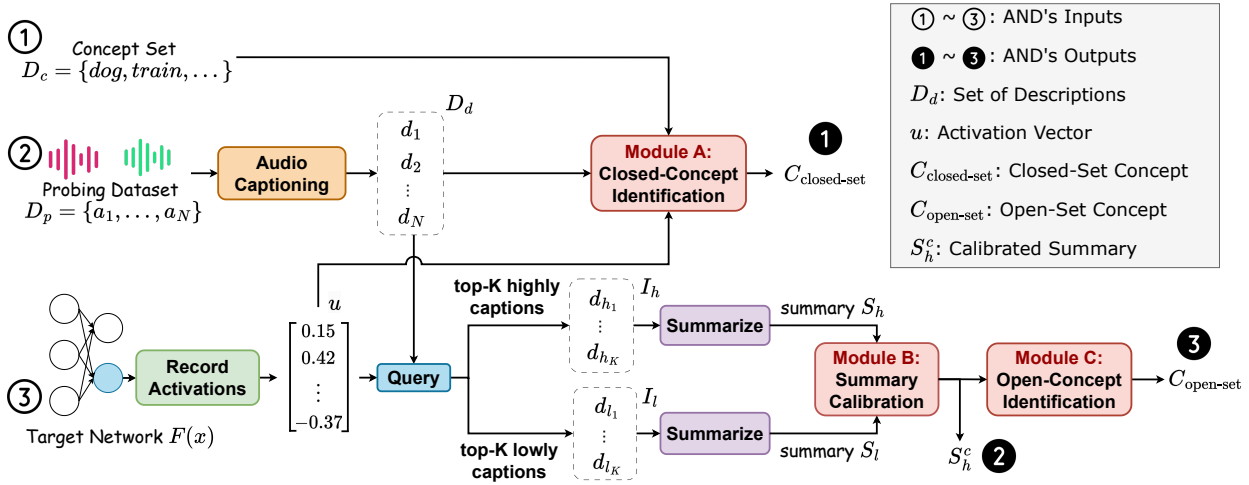 ①
Concept Set
D_c = {dog, train, . . . }
②
Probing Dataset
D_p = {a_1, . . . , a_N}
Audio
Captioning
D_d
d_1
d_2
⋮
d_N
Module A:
Closed-Concept
Identification
❶
C_closed-set
① ~ ③: AND's Inputs
❶ ~ ❸: AND's Outputs
D_d: Set of Descriptions
u: Activation Vector
C_closed-set: Closed-Set Concept
C_open-set: Open-Set Concept
S_h^c: Calibrated Summary
③
Target Network F(x)
Record
Activations
u
0.15
0.42
⋮
−0.37
Query
top-K highly
captions
I_h
d_h_1
⋮
d_h_K
Summarize
summary S_h
top-K lowly
captions
I_l
d_l_1
⋮
d_l_K
Summarize
summary S_l
Module B:
Summary
Calibration
S_h^c ❷
Module C:
Open-Concept
Identification
❸
C_open-set